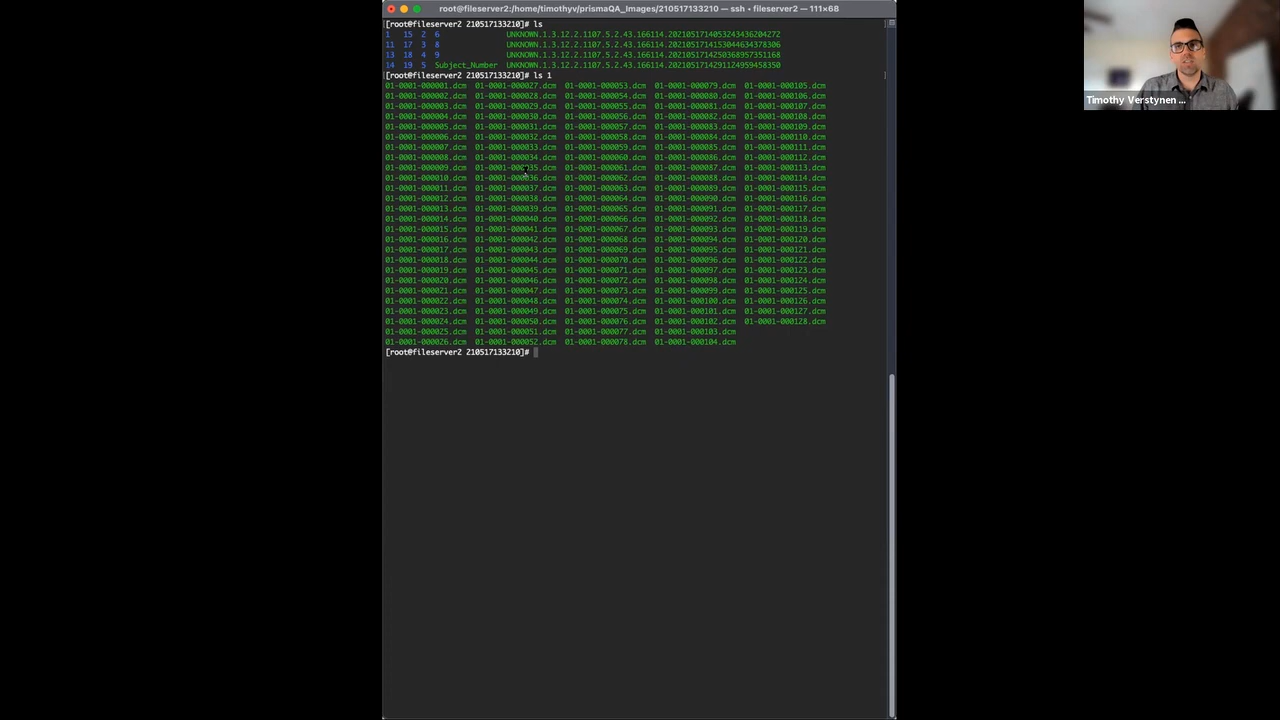 root@fileserver2:/home/timothyv/prismaQA_Images/210517133210 — ssh • fileserver2 — 111×68
[root@fileserver2 210517133210]# ls
1 15 2 6 UNKNOWN.1.3.12.2.1107.5.2.43.166114.2021051714053243436204272
11 17 3 8 UNKNOWN.1.3.12.2.1107.5.2.43.166114.2021051714153044634378306
13 18 4 9 UNKNOWN.1.3.12.2.1107.5.2.43.166114.2021051714250368957351168
14 19 5 Subject_Number UNKNOWN.1.3.12.2.1107.5.2.43.166114.2021051714291124959458350
[root@fileserver2 210517133210]# ls 1
01-0001-000001.dcm 01-0001-000027.dcm 01-0001-000053.dcm 01-0001-000079.dcm 01-0001-000105.dcm
01-0001-000002.dcm 01-0001-000028.dcm 01-0001-000054.dcm 01-0001-000080.dcm 01-0001-000106.dcm
01-0001-000003.dcm 01-0001-000029.dcm 01-0001-000055.dcm 01-0001-000081.dcm 01-0001-000107.dcm
01-0001-000004.dcm 01-0001-000030.dcm 01-0001-000056.dcm 01-0001-000082.dcm 01-0001-000108.dcm
01-0001-000005.dcm 01-0001-000031.dcm 01-0001-000057.dcm 01-0001-000083.dcm 01-0001-000109.dcm
01-0001-000006.dcm 01-0001-000032.dcm 01-0001-000058.dcm 01-0001-000084.dcm 01-0001-000110.dcm
01-0001-000007.dcm 01-0001-000033.dcm 01-0001-000059.dcm 01-0001-000085.dcm 01-0001-000111.dcm
01-0001-000008.dcm 01-0001-000034.dcm 01-0001-000060.dcm 01-0001-000086.dcm 01-0001-000112.dcm
01-0001-000009.dcm 01-0001-000035.dcm 01-0001-000061.dcm 01-0001-000087.dcm 01-0001-000113.dcm
01-0001-000010.dcm 01-0001-000036.dcm 01-0001-000062.dcm 01-0001-000088.dcm 01-0001-000114.dcm
01-0001-000011.dcm 01-0001-000037.dcm 01-0001-000063.dcm 01-0001-000089.dcm 01-0001-000115.dcm
01-0001-000012.dcm 01-0001-000038.dcm 01-0001-000064.dcm 01-0001-000090.dcm 01-0001-000116.dcm
01-0001-000013.dcm 01-0001-000039.dcm 01-0001-000065.dcm 01-0001-000091.dcm 01-0001-000117.dcm
01-0001-000014.dcm 01-0001-000040.dcm 01-0001-000066.dcm 01-0001-000092.dcm 01-0001-000118.dcm
01-0001-000015.dcm 01-0001-000041.dcm 01-0001-000067.dcm 01-0001-000093.dcm 01-0001-000119.dcm
01-0001-000016.dcm 01-0001-000042.dcm 01-0001-000068.dcm 01-0001-000094.dcm 01-0001-000120.dcm
01-0001-000017.dcm 01-0001-000043.dcm 01-0001-000069.dcm 01-0001-000095.dcm 01-0001-000121.dcm
01-0001-000018.dcm 01-0001-000044.dcm 01-0001-000070.dcm 01-0001-000096.dcm 01-0001-000122.dcm
01-0001-000019.dcm 01-0001-000045.dcm 01-0001-000071.dcm 01-0001-000097.dcm 01-0001-000123.dcm
01-0001-000020.dcm 01-0001-000046.dcm 01-0001-000072.dcm 01-0001-000098.dcm 01-0001-000124.dcm
01-0001-000021.dcm 01-0001-000047.dcm 01-0001-000073.dcm 01-0001-000099.dcm 01-0001-000125.dcm
01-0001-000022.dcm 01-0001-000048.dcm 01-0001-000074.dcm 01-0001-000100.dcm 01-0001-000126.dcm
01-0001-000023.dcm 01-0001-000049.dcm 01-0001-000075.dcm 01-0001-000101.dcm 01-0001-000127.dcm
01-0001-000024.dcm 01-0001-000050.dcm 01-0001-000076.dcm 01-0001-000102.dcm 01-0001-000128.dcm
01-0001-000025.dcm 01-0001-000051.dcm 01-0001-000077.dcm 01-0001-000103.dcm
01-0001-000026.dcm 01-0001-000052.dcm 01-0001-000078.dcm 01-0001-000104.dcm
[root@fileserver2 210517133210]#
Timothy Verstynen ...